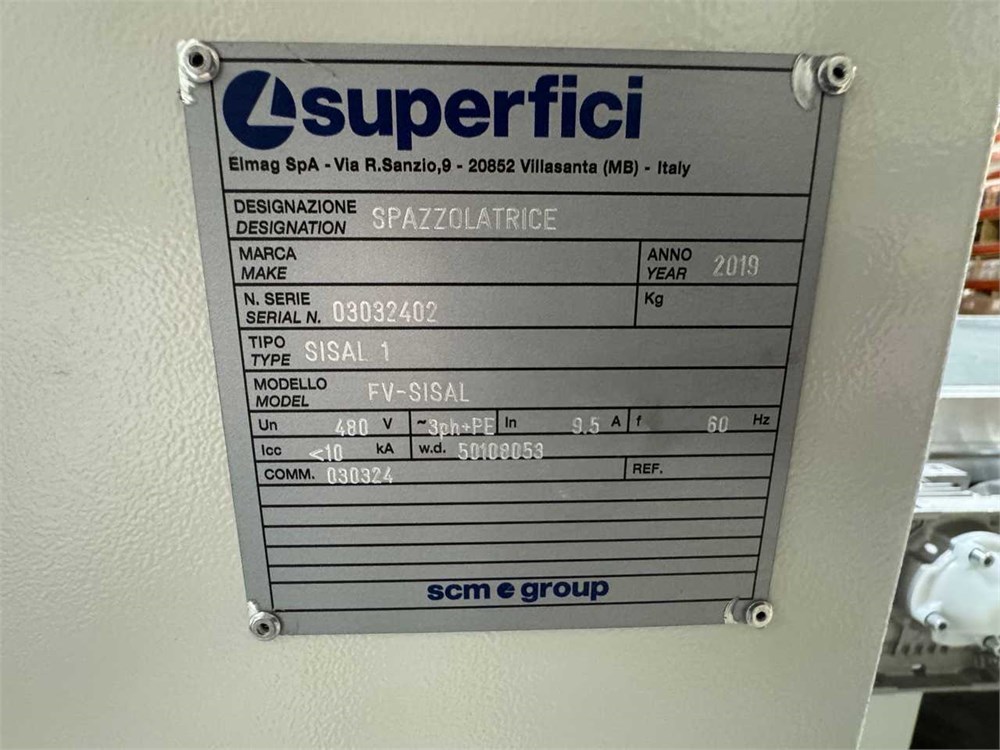 superfici
Elmag SpA - Via R.Sanzio,9 - 20852 Villasanta (MB) - Italy
DESIGNAZIONE
DESIGNATION SPAZZOLATRICE
MARCA
MAKE
ANNO
YEAR 2019
N. SERIE
SERIAL N. 03032402
Kg
TIPO
TYPE SISAL 1
MODELLO
MODEL FV-SISAL
Un 480 V ~3ph+PE In 9.5 A f 60 Hz
Icc <10 kA w.d. 50109053
COMM. 030324 REF.
scm group